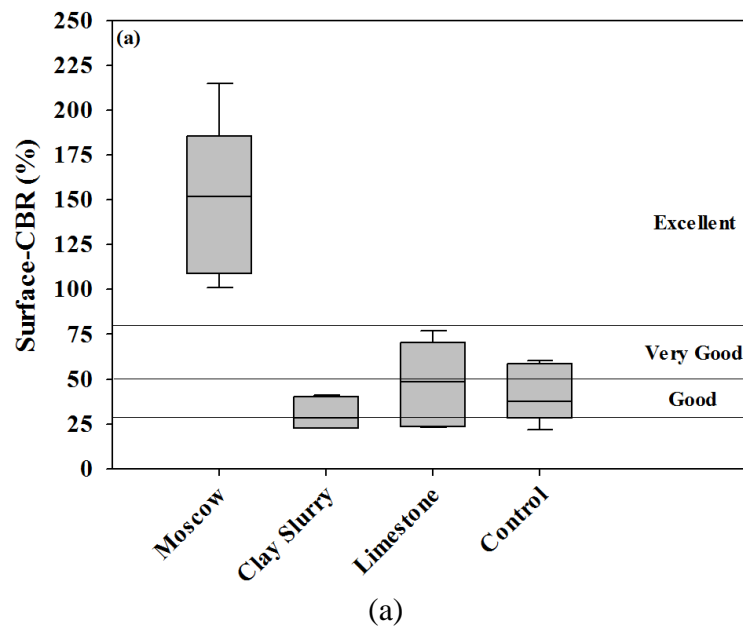 (a)
Surface-CBR (%)
250
225
200
175
150
125
100
75
50
25
0
Excellent
Very Good
Good
Moscow
Clay Slurry
Limestone
Control
(a)